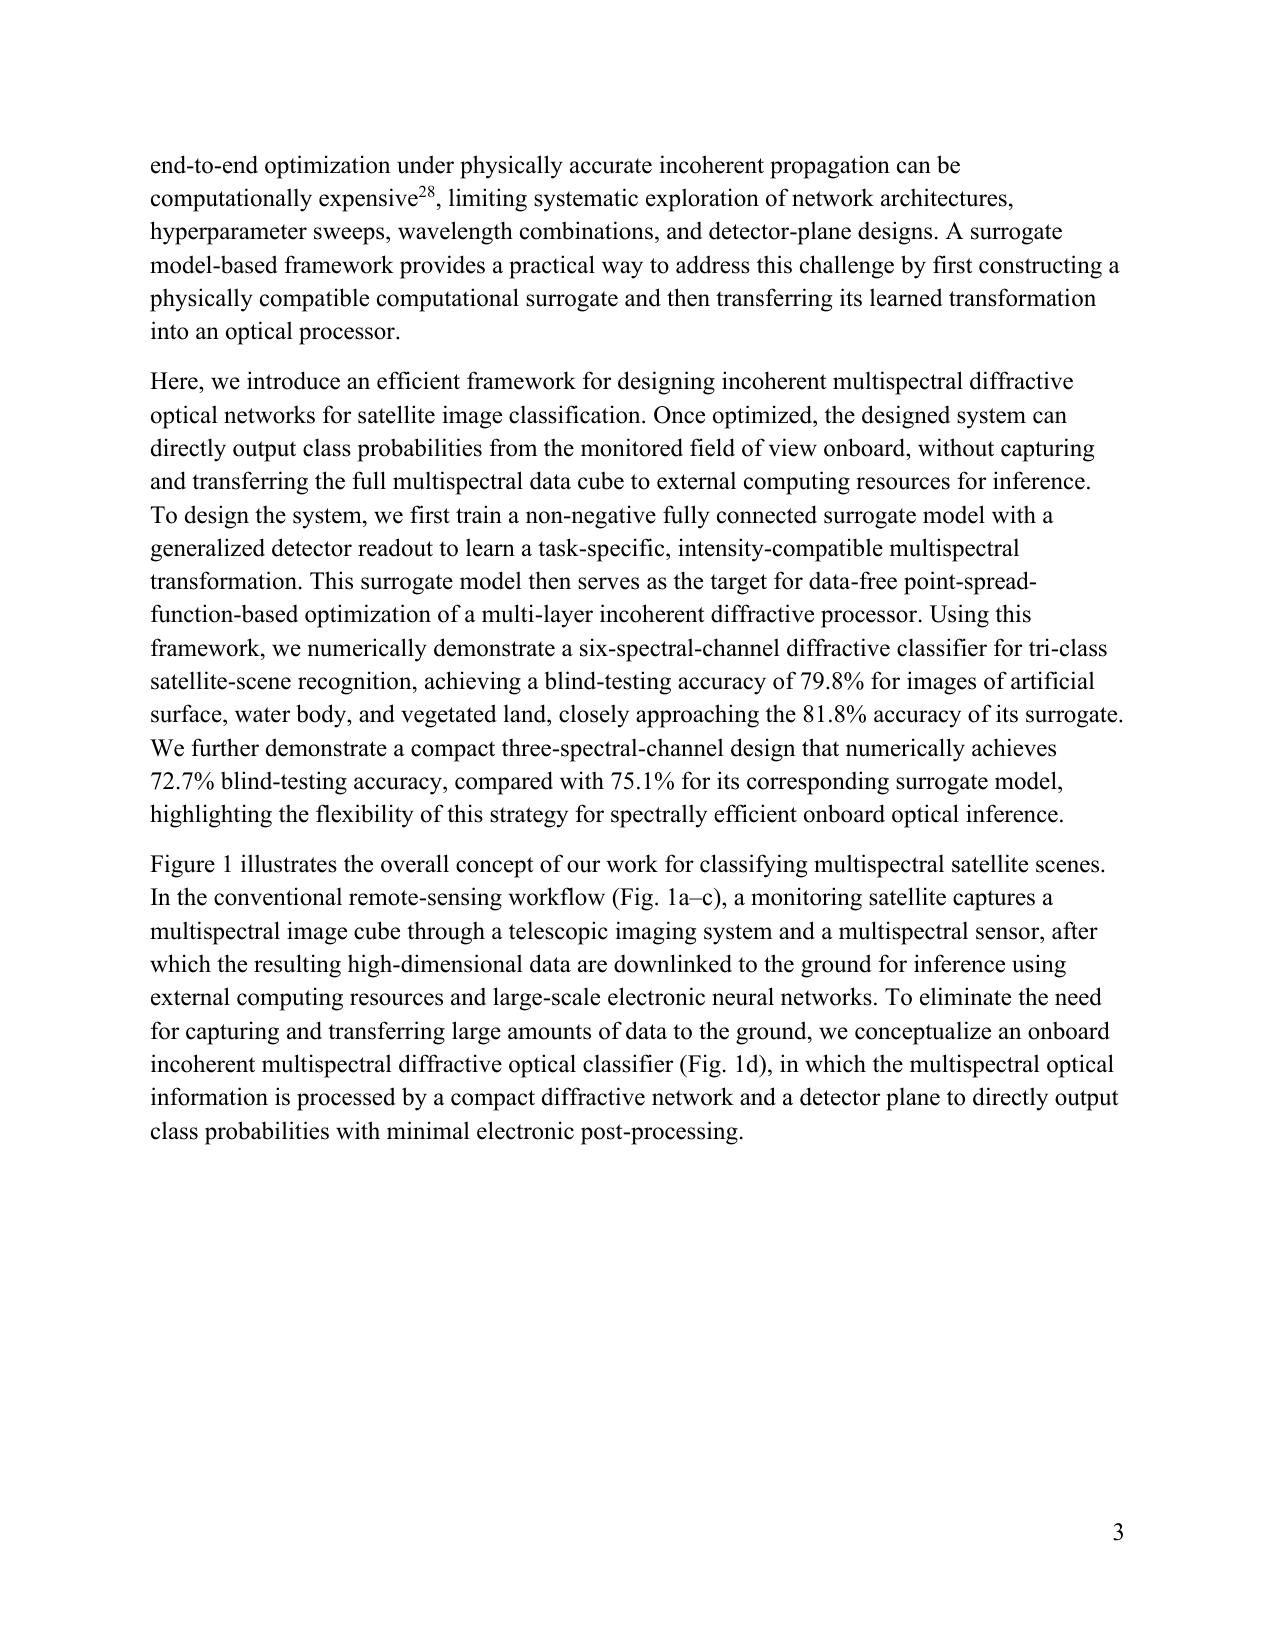 end-to-end optimization under physically accurate incoherent propagation can be
computationally expensive28, limiting systematic exploration of network architectures,
hyperparameter sweeps, wavelength combinations, and detector-plane designs. A surrogate
model-based framework provides a practical way to address this challenge by first constructing a
physically compatible computational surrogate and then transferring its learned transformation
into an optical processor.
Here, we introduce an efficient framework for designing incoherent multispectral diffractive
optical networks for satellite image classification. Once optimized, the designed system can
directly output class probabilities from the monitored field of view onboard, without capturing
and transferring the full multispectral data cube to external computing resources for inference.
To design the system, we first train a non-negative fully connected surrogate model with a
generalized detector readout to learn a task-specific, intensity-compatible multispectral
transformation. This surrogate model then serves as the target for data-free point-spread-
function-based optimization of a multi-layer incoherent diffractive processor. Using this
framework, we numerically demonstrate a six-spectral-channel diffractive classifier for tri-class
satellite-scene recognition, achieving a blind-testing accuracy of 79.8% for images of artificial
surface, water body, and vegetated land, closely approaching the 81.8% accuracy of its surrogate.
We further demonstrate a compact three-spectral-channel design that numerically achieves
72.7% blind-testing accuracy, compared with 75.1% for its corresponding surrogate model,
highlighting the flexibility of this strategy for spectrally efficient onboard optical inference.
Figure 1 illustrates the overall concept of our work for classifying multispectral satellite scenes.
In the conventional remote-sensing workflow (Fig. 1a–c), a monitoring satellite captures a
multispectral image cube through a telescopic imaging system and a multispectral sensor, after
which the resulting high-dimensional data are downlinked to the ground for inference using
external computing resources and large-scale electronic neural networks. To eliminate the need
for capturing and transferring large amounts of data to the ground, we conceptualize an onboard
incoherent multispectral diffractive optical classifier (Fig. 1d), in which the multispectral optical
information is processed by a compact diffractive network and a detector plane to directly output
class probabilities with minimal electronic post-processing.
3